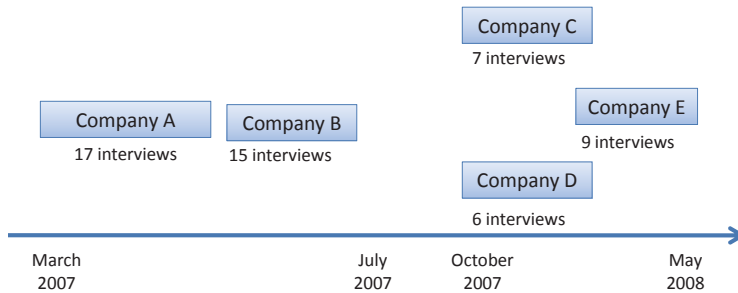 Company C
7 interviews
Company A
17 interviews
Company B
15 interviews
Company E
9 interviews
Company D
6 interviews
March
2007
July
2007
October
2007
May
2008